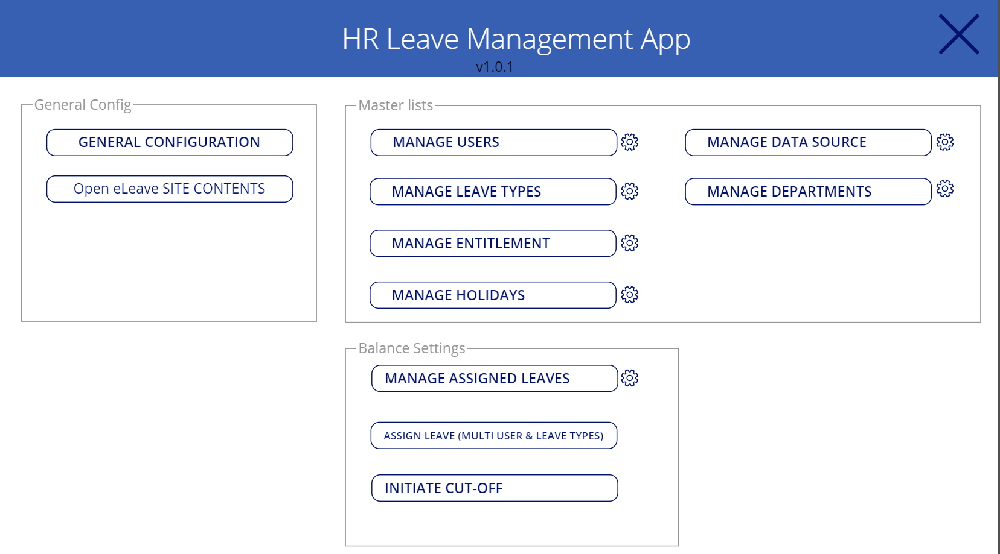 HR Leave Management App
v1.0.1
General Config
GENERAL CONFIGURATION
Open eLeave SITE CONTENTS
Master lists
MANAGE USERS
MANAGE DATA SOURCE
MANAGE LEAVE TYPES
MANAGE DEPARTMENTS
MANAGE ENTITLEMENT
MANAGE HOLIDAYS
Balance Settings
MANAGE ASSIGNED LEAVES
ASSIGN LEAVE (MULTI USER & LEAVE TYPES)
INITIATE CUT-OFF